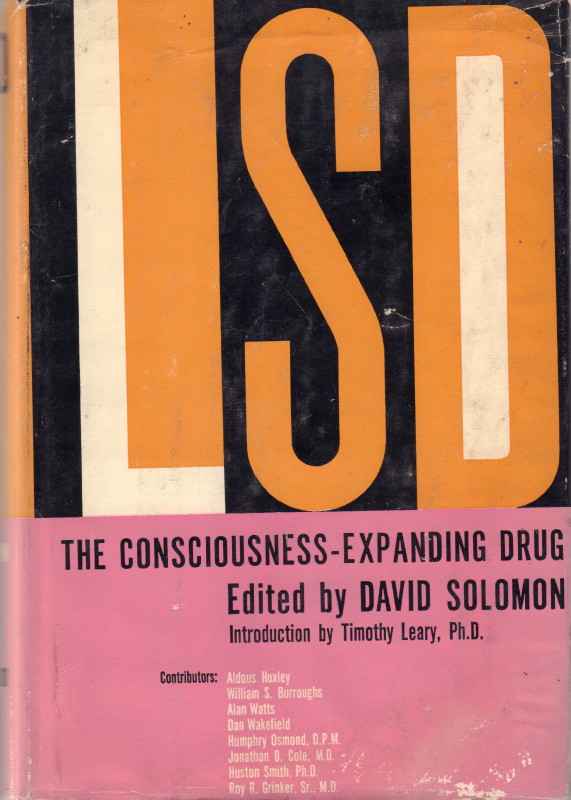 LSD
THE CONSCIOUSNESS-EXPANDING DRUG
Edited by DAVID SOLOMON
Introduction by Timothy Leary, Ph.D.
Contributors: Aldous Huxley
William S. Burroughs
Alan Watts
Dan Wakefield
Humphry Osmond, D.P.M.
Jonathan O. Cole, M.D.
Huston Smith, Ph.D.
Roy R. Grinker, Sr., M.D.